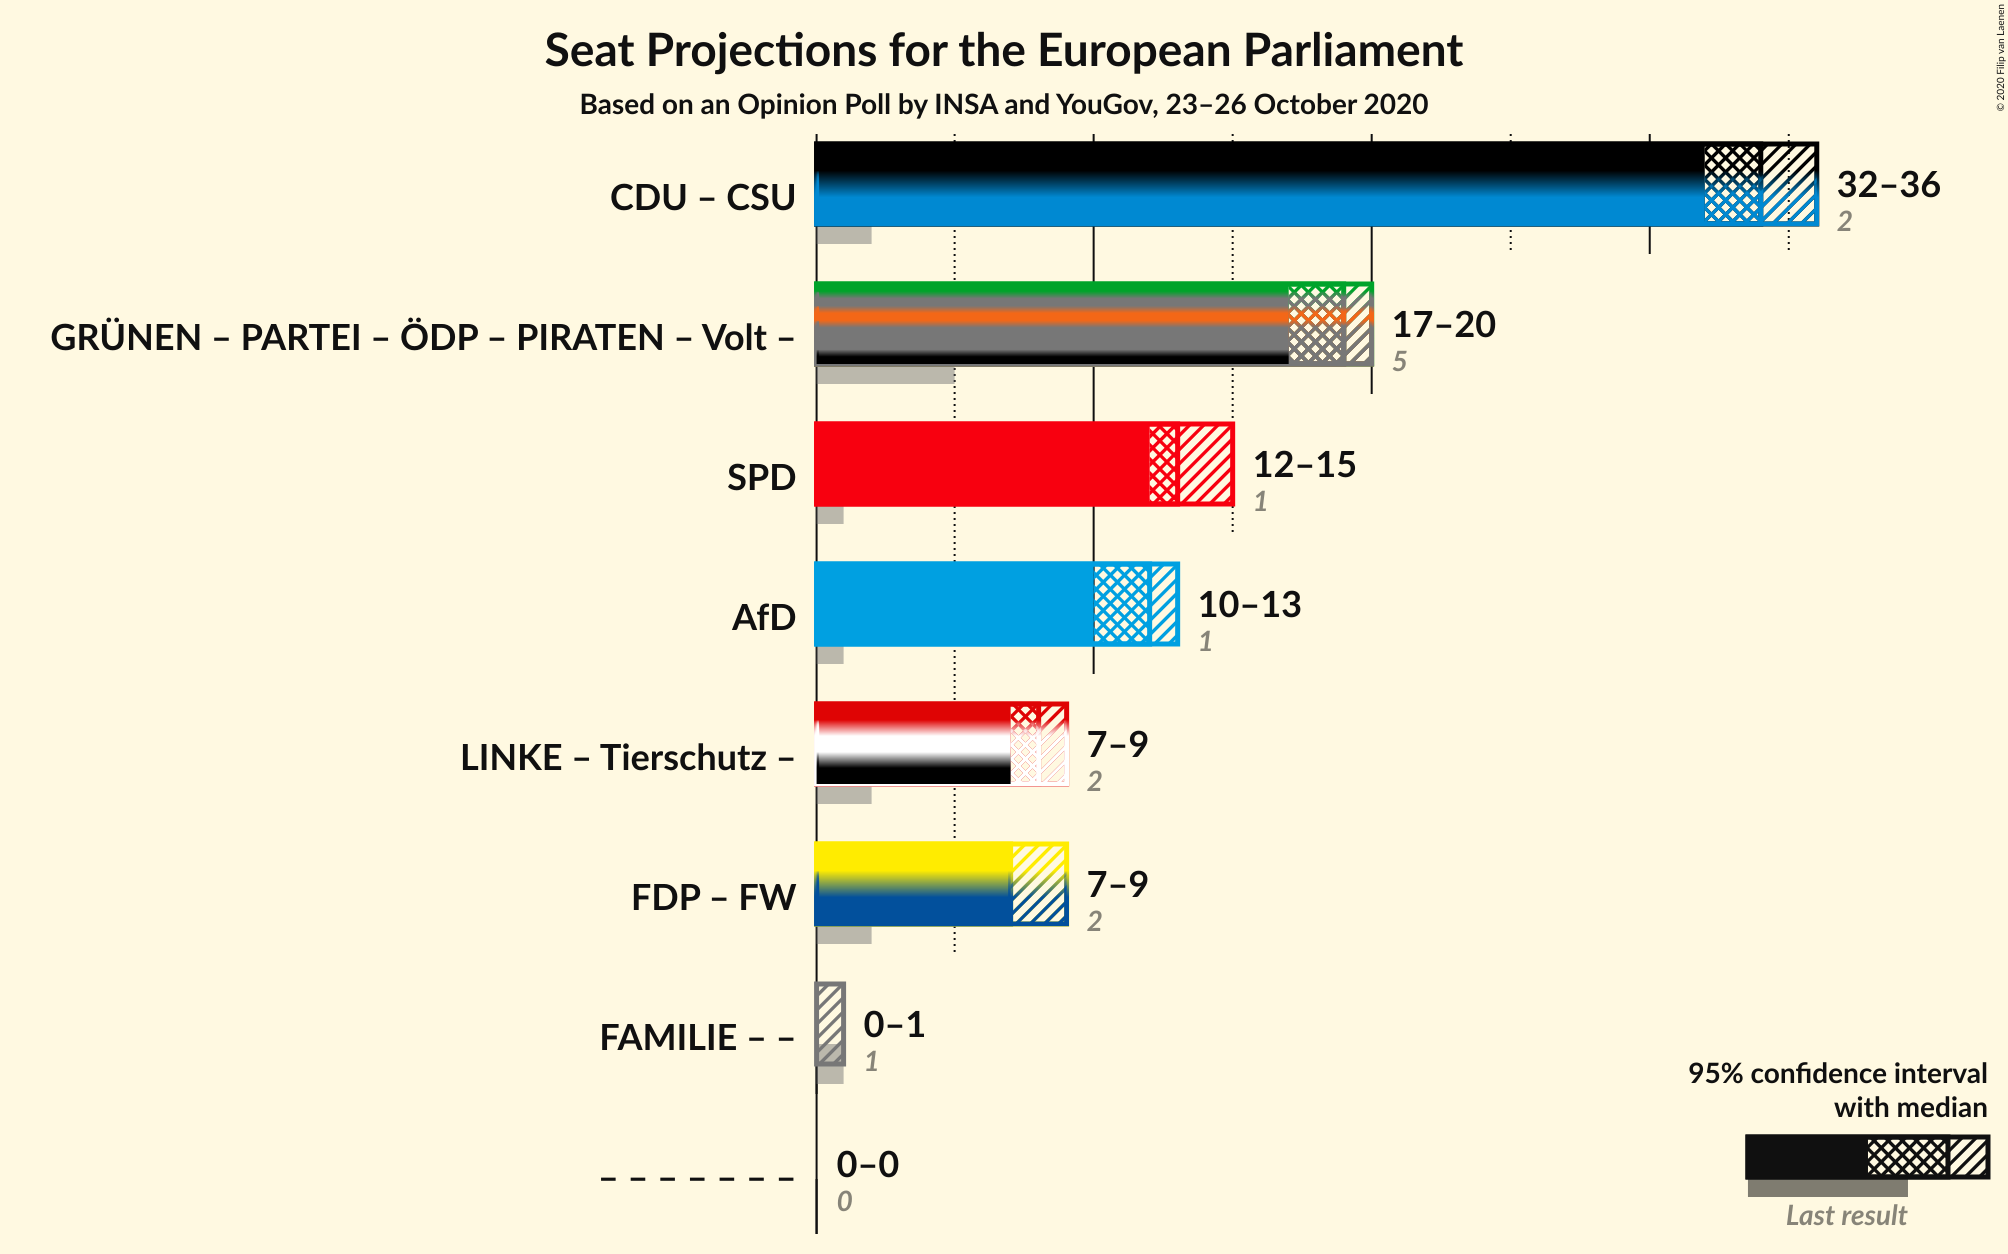 Seat Projections for the European Parliament
Based on an Opinion Poll by INSA and YouGov, 23–26 October 2020
© 2020 Filip van Laenen
CDU – CSU
32–36
2
GRÜNEN – PARTEI – ÖDP – PIRATEN – Volt –
17–20
5
SPD
12–15
1
AfD
10–13
1
LINKE – Tierschutz –
7–9
2
FDP – FW
7–9
2
FAMILIE – –
0–1
1
– – – – – – –
0–0
0
95% confidence interval
with median
Last result